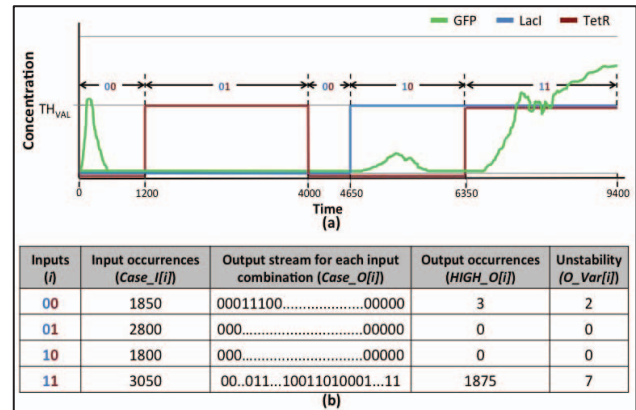 GFP LacI TetR
Concentration
TH_VAL
00 01 00 10 11
0 1200 4000 4650 6350 9400
Time
(a)
Inputs (i) Input occurrences (Case_I[i]) Output stream for each input combination (Case_O[i]) Output occurrences (HIGH_O[i]) Unstability (O_Var[i])
00 1850 00011100......................00000 3 2
01 2800 000...............................00000 0 0
10 1800 000...............................00000 0 0
11 3050 00..011...10011010001...11 1875 7
(b)